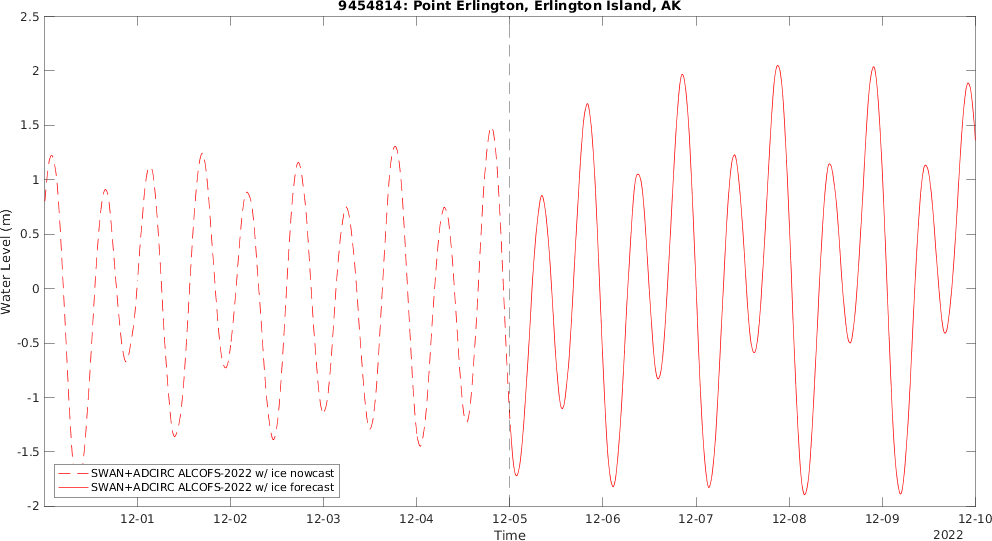 9454814: Point Erlington, Erlington Island, AK
2.5
2
1.5
1
0.5
0
-0.5
-1
-1.5
-2
Water Level (m)
SWAN+ADCIRC ALCOFS-2022 w/ ice nowcast
SWAN+ADCIRC ALCOFS-2022 w/ ice forecast
12-01 12-02 12-03 12-04 12-05 12-06 12-07 12-08 12-09 12-10
Time
2022